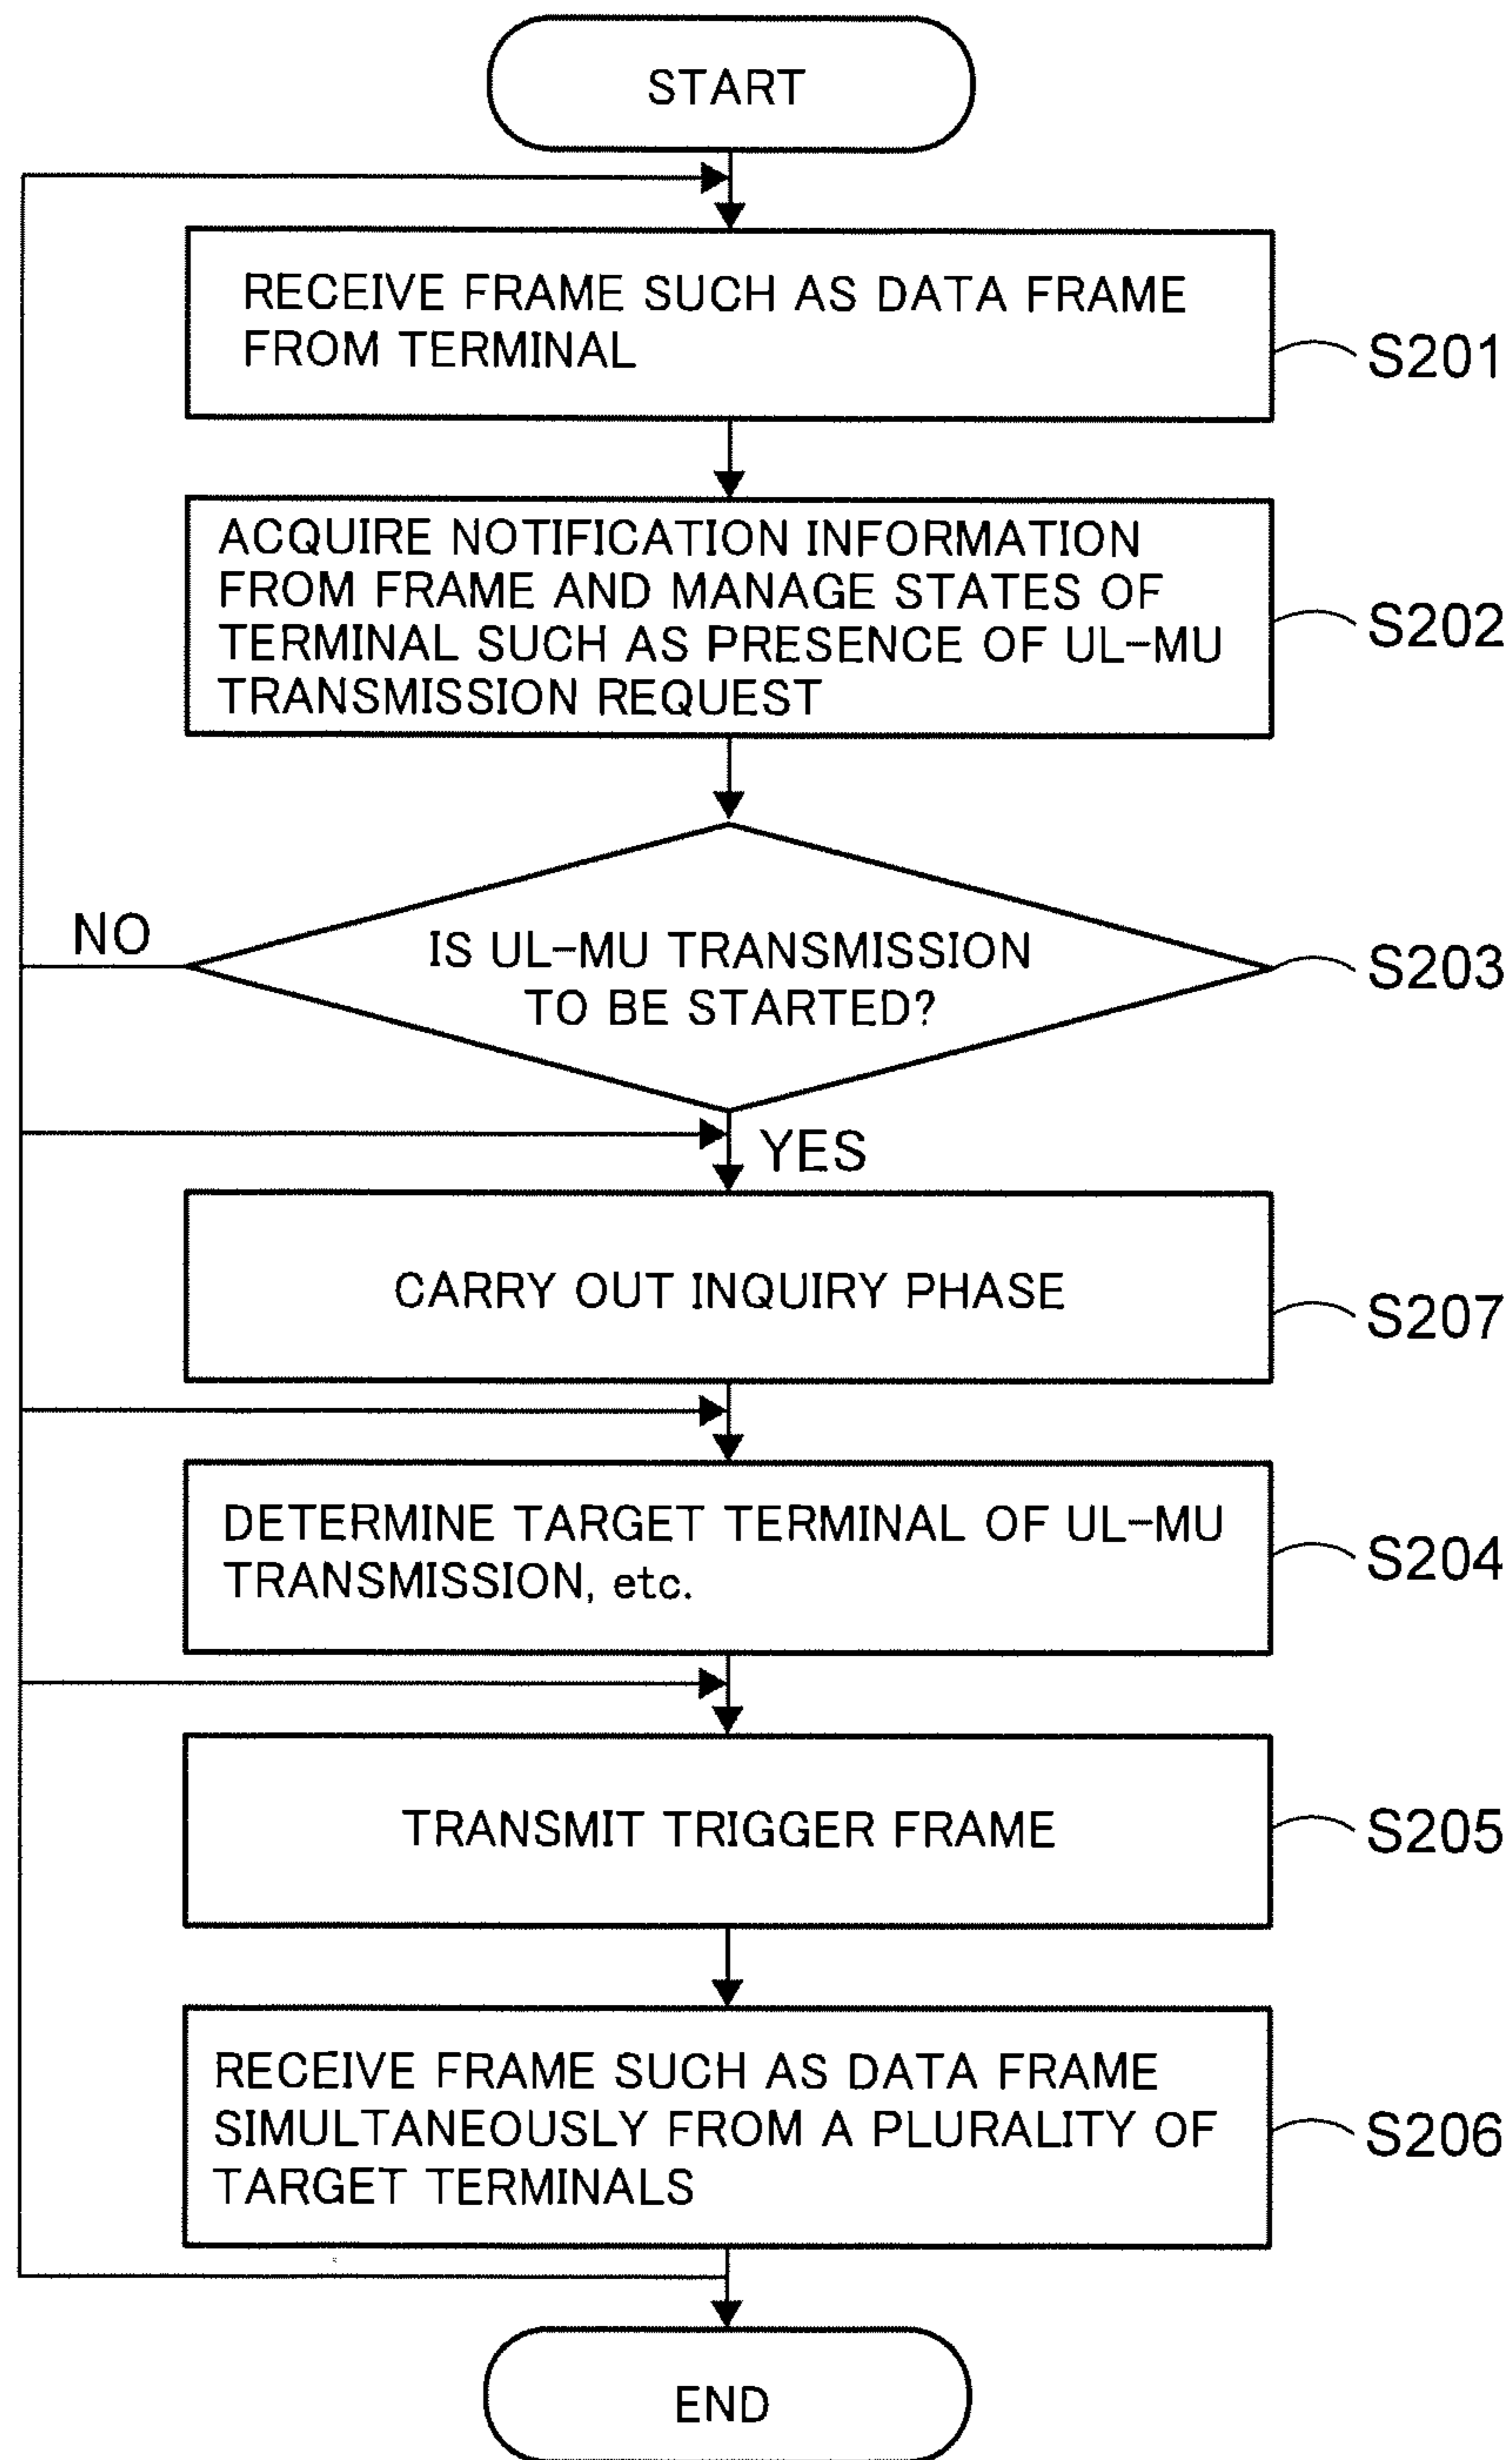 START
RECEIVE FRAME SUCH AS DATA FRAME
FROM TERMINAL
S201
ACQUIRE NOTIFICATION INFORMATION
FROM FRAME AND MANAGE STATES OF
TERMINAL SUCH AS PRESENCE OF UL-MU
TRANSMISSION REQUEST
S202
NO
IS UL-MU TRANSMISSION
TO BE STARTED?
S203
YES
CARRY OUT INQUIRY PHASE
S207
DETERMINE TARGET TERMINAL OF UL-MU
TRANSMISSION, etc.
S204
TRANSMIT TRIGGER FRAME
S205
RECEIVE FRAME SUCH AS DATA FRAME
SIMULTANEOUSLY FROM A PLURALITY OF
TARGET TERMINALS
S206
END